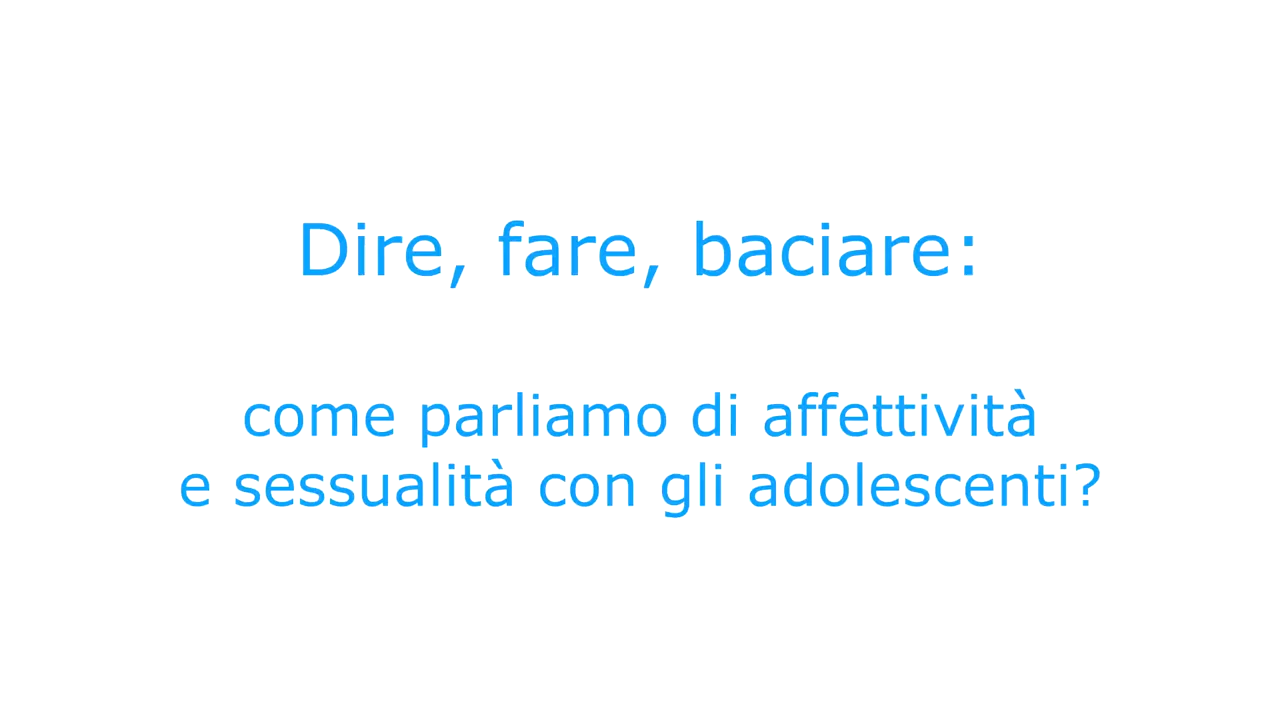 Dire, fare, baciare:
come parliamo di affettività
e sessualità con gli adolescenti?